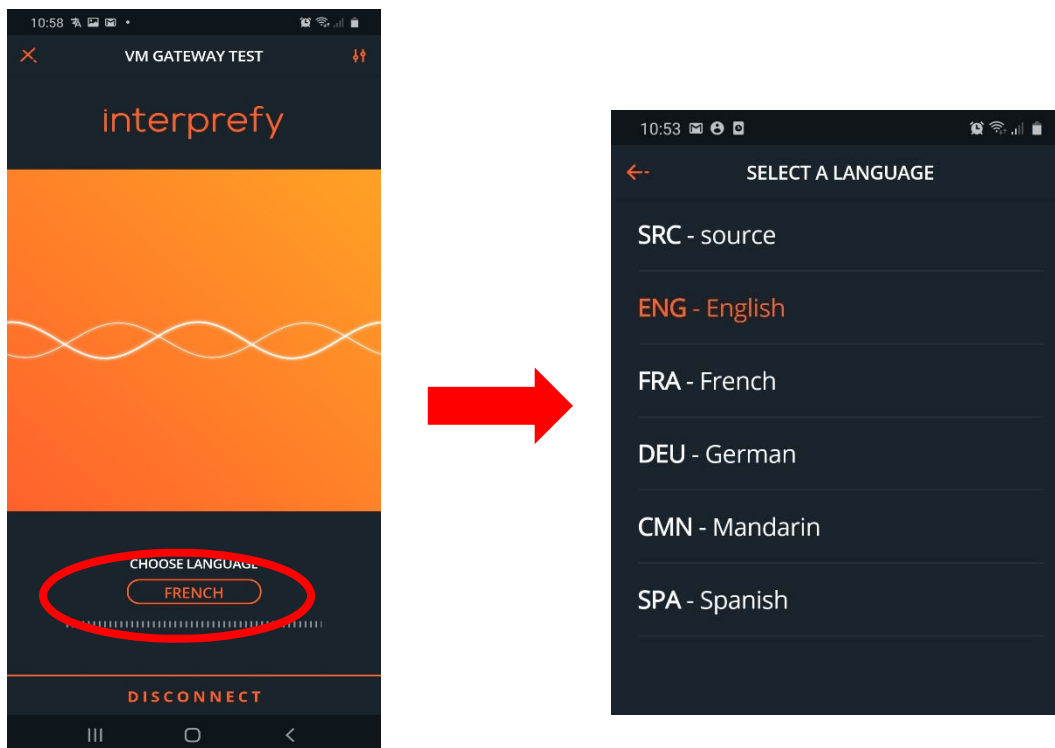 10:58
VM GATEWAY TEST
interprefy
CHOOSE LANGUAGE
FRENCH
DISCONNECT
10:53
SELECT A LANGUAGE
SRC - source
ENG - English
FRA - French
DEU - German
CMN - Mandarin
SPA - Spanish